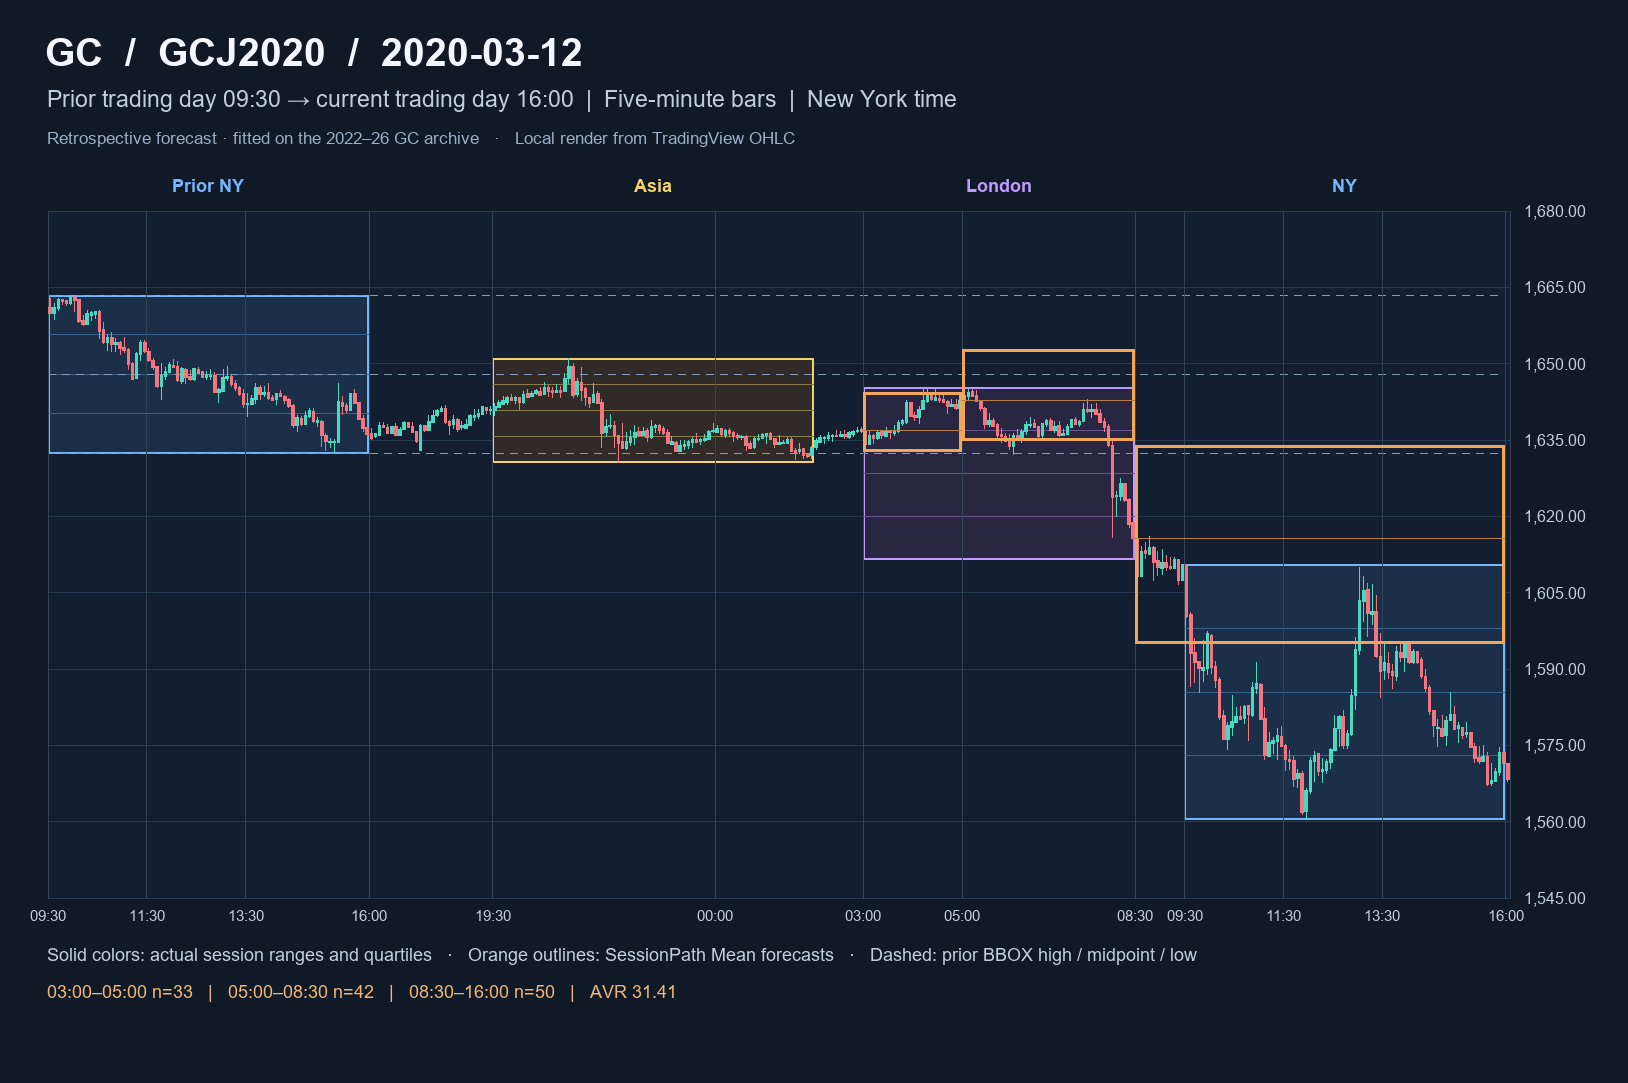 GC / GCJ2020 / 2020-03-12
Prior trading day 09:30 → current trading day 16:00 | Five-minute bars | New York time
Retrospective forecast · fitted on the 2022–26 GC archive · Local render from TradingView OHLC
Prior NY Asia London NY
1,680.00
1,665.00
1,650.00
1,635.00
1,620.00
1,605.00
1,590.00
1,575.00
1,560.00
1,545.00
09:30 11:30 13:30 16:00 19:30 00:00 03:00 05:00 08:30 09:30 11:30 13:30 16:00
Solid colors: actual session ranges and quartiles · Orange outlines: SessionPath Mean forecasts · Dashed: prior BBOX high / midpoint / low
03:00–05:00 n=33 | 05:00–08:30 n=42 | 08:30–16:00 n=50 | AVR 31.41